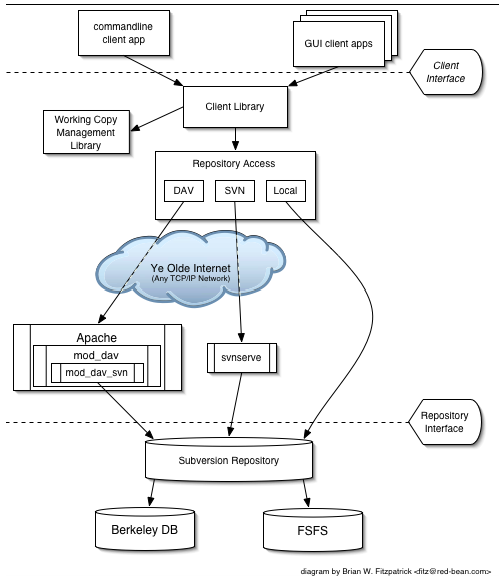 commandline
client app
GUI client apps
Client
Interface
Client Library
Working Copy
Management
Library
Repository Access
DAV
SVN
Local
Ye Olde Internet
(Any TCP/IP Network)
Apache
mod_dav
mod_dav_svn
svnserve
Repository
Interface
Subversion Repository
Berkeley DB
FSFS
diagram by Brian W. Fitzpatrick <fitz@red-bean.com>